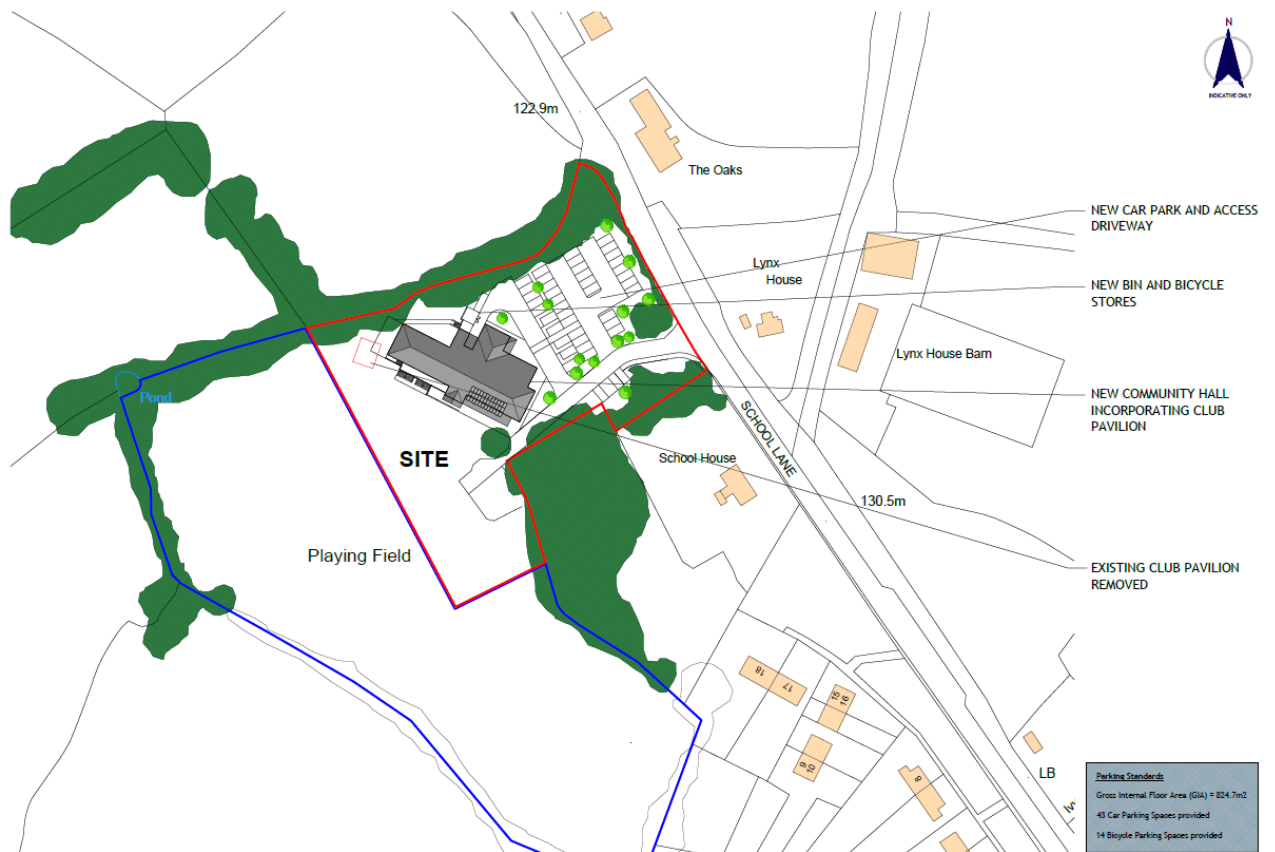 N
INDICATIVE ONLY
122.9m
The Oaks
NEW CAR PARK AND ACCESS
DRIVEWAY
Lynx
House
NEW BIN AND BICYCLE
STORES
Lynx House Barn
Pond
NEW COMMUNITY HALL
INCORPORATING CLUB
PAVILION
SCHOOL LANE
SITE
School House
130.5m
Playing Field
EXISTING CLUB PAVILION
REMOVED
18
17
15
16
9
10
8
LB
Parking Standards
Gross Internal Floor Area (GIA) = 824.7m2
43 Car Parking Spaces provided
14 Bicycle Parking Spaces provided